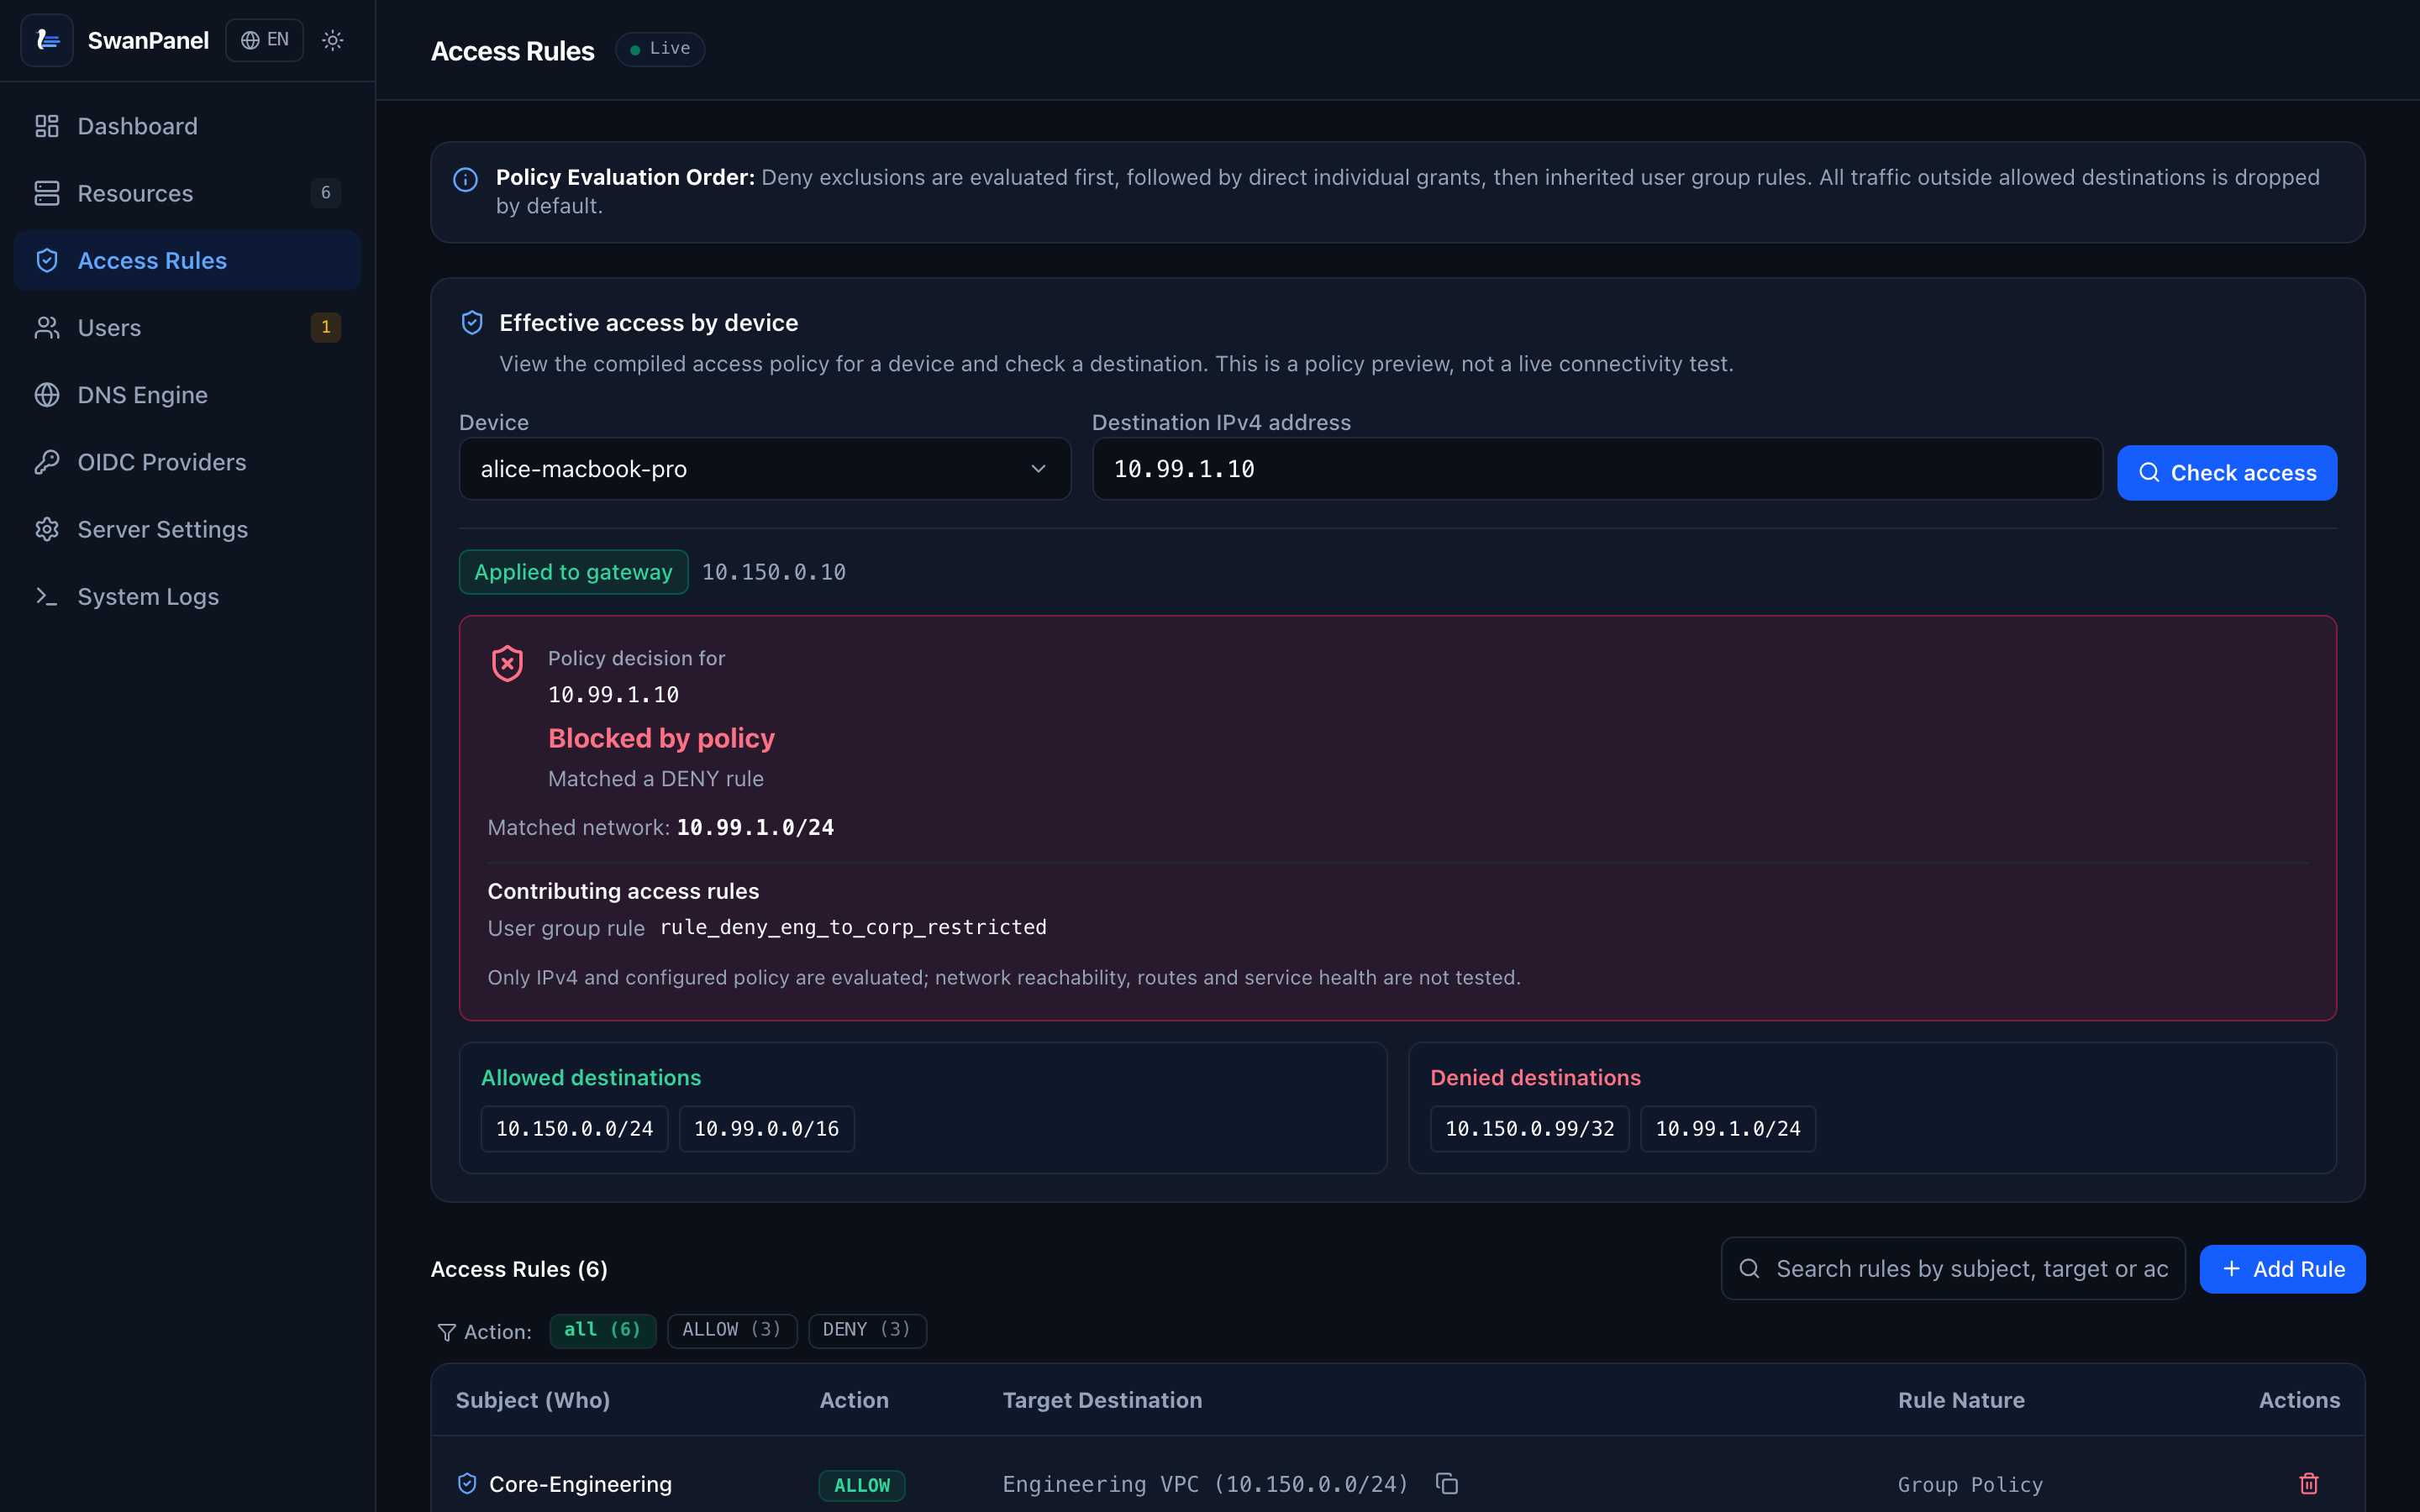 SwanPanel
EN
Dashboard
Resources
6
Access Rules
Users
1
DNS Engine
OIDC Providers
Server Settings
System Logs
Access Rules
Live
Policy Evaluation Order: Deny exclusions are evaluated first, followed by direct individual grants, then inherited user group rules. All traffic outside allowed destinations is dropped
by default.
Effective access by device
View the compiled access policy for a device and check a destination. This is a policy preview, not a live connectivity test.
Device
Destination IPv4 address
alice-macbook-pro
10.99.1.10
Check access
Applied to gateway
10.150.0.10
Policy decision for
10.99.1.10
Blocked by policy
Matched a DENY rule
Matched network: 10.99.1.0/24
Contributing access rules
User group rule rule_deny_eng_to_corp_restricted
Only IPv4 and configured policy are evaluated; network reachability, routes and service health are not tested.
Allowed destinations
10.150.0.0/24
10.99.0.0/16
Denied destinations
10.150.0.99/32
10.99.1.0/24
Access Rules (6)
Search rules by subject, target or ac
Add Rule
Action:
all (6)
ALLOW (3)
DENY (3)
Subject (Who)
Action
Target Destination
Rule Nature
Actions
Core-Engineering
ALLOW
Engineering VPC (10.150.0.0/24)
Group Policy